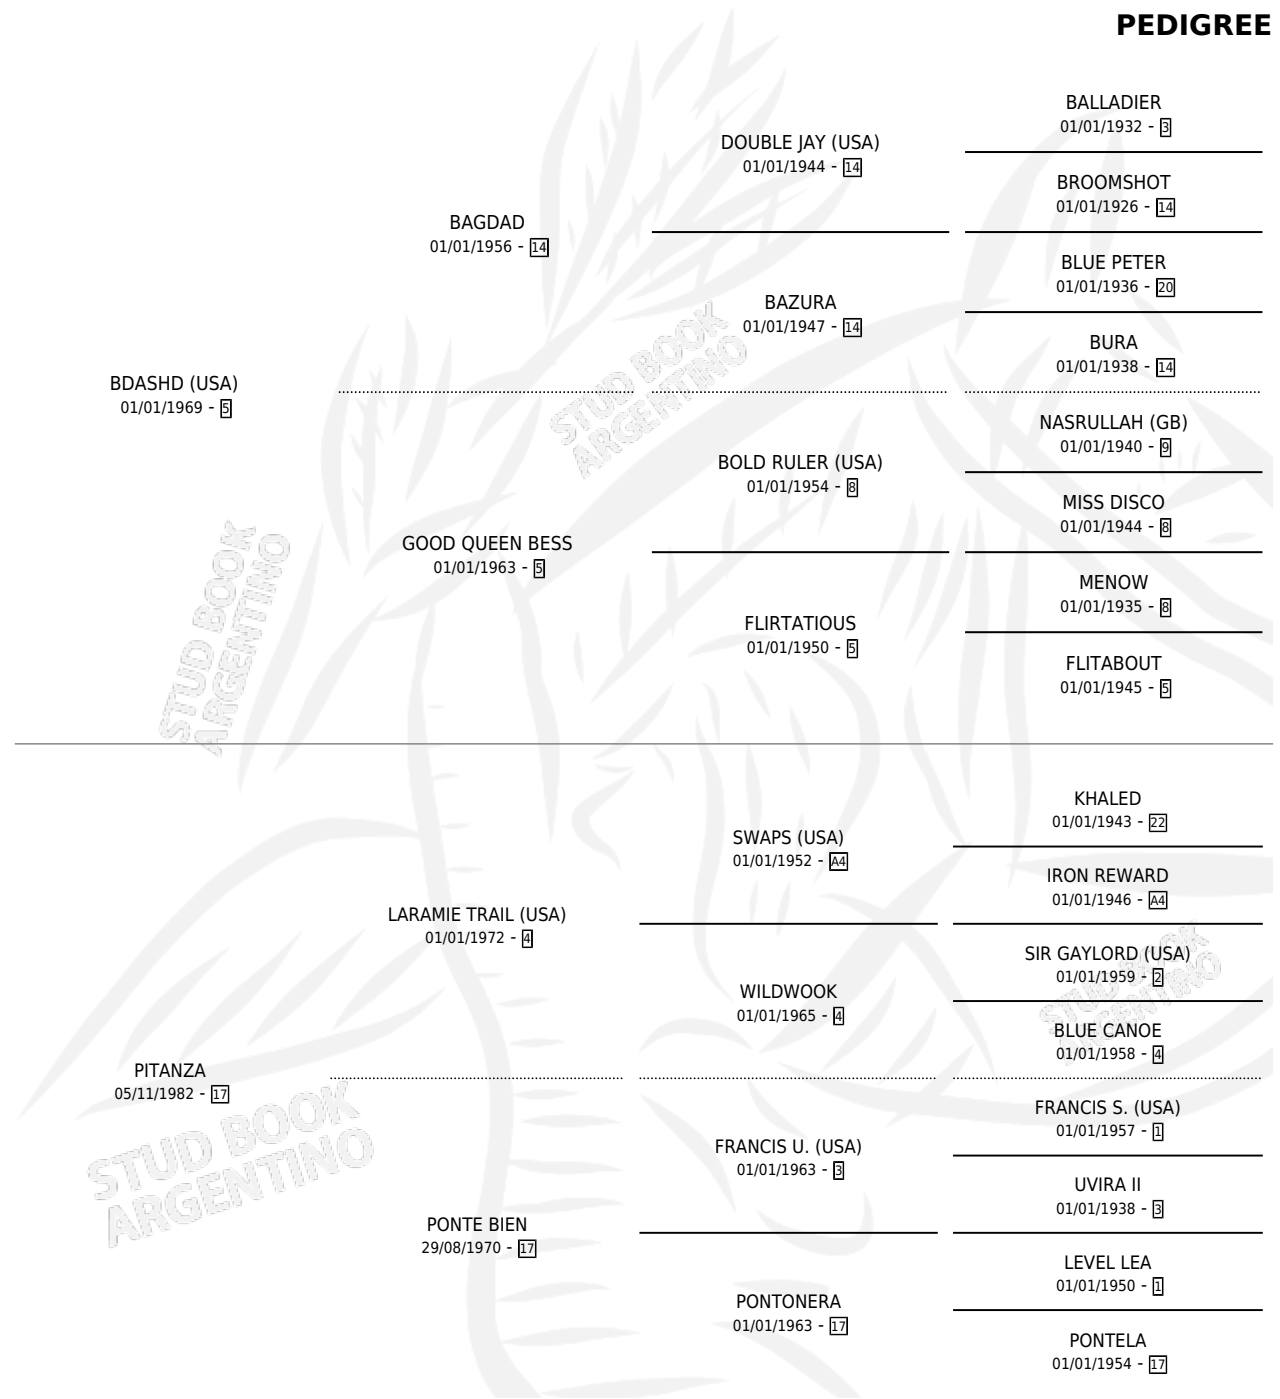 PEDIGREE
BALLADIER
01/01/1932 - 3
DOUBLE JAY (USA)
01/01/1944 - 14
BROOMSHOT
01/01/1926 - 14
BAGDAD
01/01/1956 - 14
BLUE PETER
01/01/1936 - 20
BAZURA
01/01/1947 - 14
BURA
01/01/1938 - 14
BDASHD (USA)
01/01/1969 - 5
NASRULLAH (GB)
01/01/1940 - 9
BOLD RULER (USA)
01/01/1954 - 8
MISS DISCO
01/01/1944 - 8
GOOD QUEEN BESS
01/01/1963 - 5
MENOW
01/01/1935 - 8
FLIRTATIOUS
01/01/1950 - 5
FLITABOUT
01/01/1945 - 5
KHALED
01/01/1943 - 22
SWAPS (USA)
01/01/1952 - A4
IRON REWARD
01/01/1946 - A4
LARAMIE TRAIL (USA)
01/01/1972 - 4
SIR GAYLORD (USA)
01/01/1959 - 2
WILDWOOK
01/01/1965 - 4
BLUE CANOE
01/01/1958 - 4
PITANZA
05/11/1982 - 17
FRANCIS S. (USA)
01/01/1957 - 1
FRANCIS U. (USA)
01/01/1963 - 3
UVIRA II
01/01/1938 - 3
PONTE BIEN
29/08/1970 - 17
LEVEL LEA
01/01/1950 - 1
PONTONERA
01/01/1963 - 17
PONTELA
01/01/1954 - 17
STUD BOOK
ARGENTINO
STUD BOOK
ARGENTINO
STUD BOOK
ARGENTINO
STUD BOOK
ARGENTINO